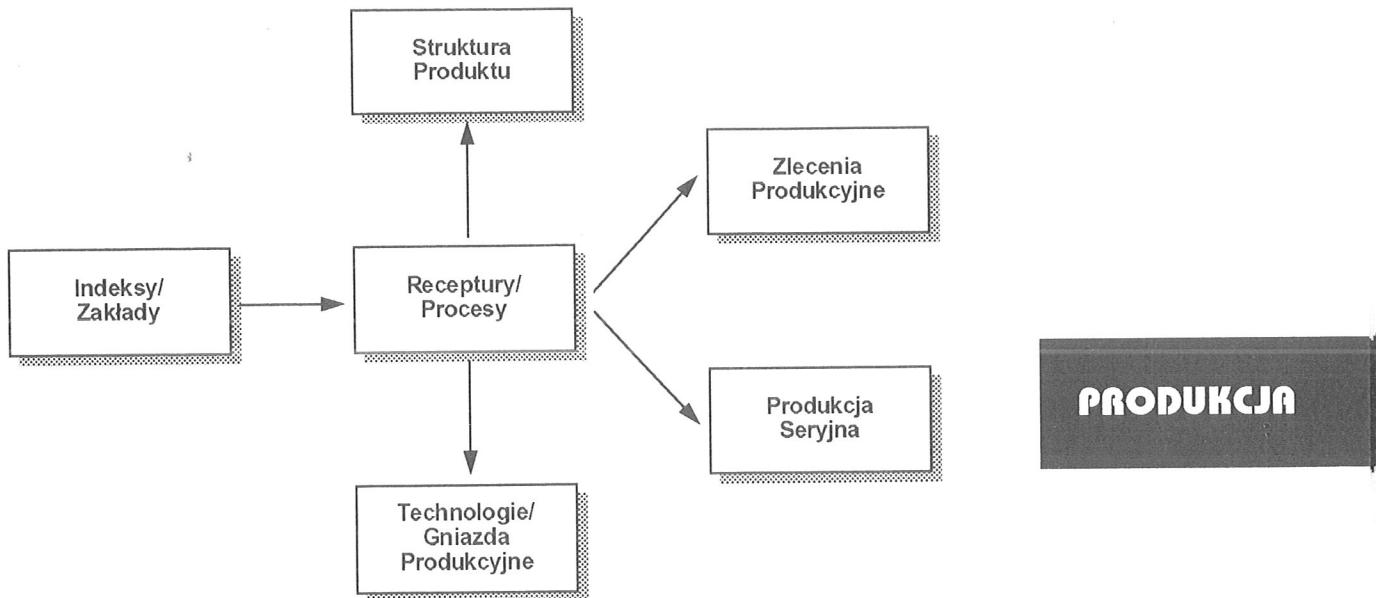 Struktura
Produktu
Zlecenia
Produkcyjne
Indeksy/
Zakłady
Receptury/
Procesy
Produkcja
Seryjna
PRODUKCJA
Technologie/
Gniazda
Produkcyjne